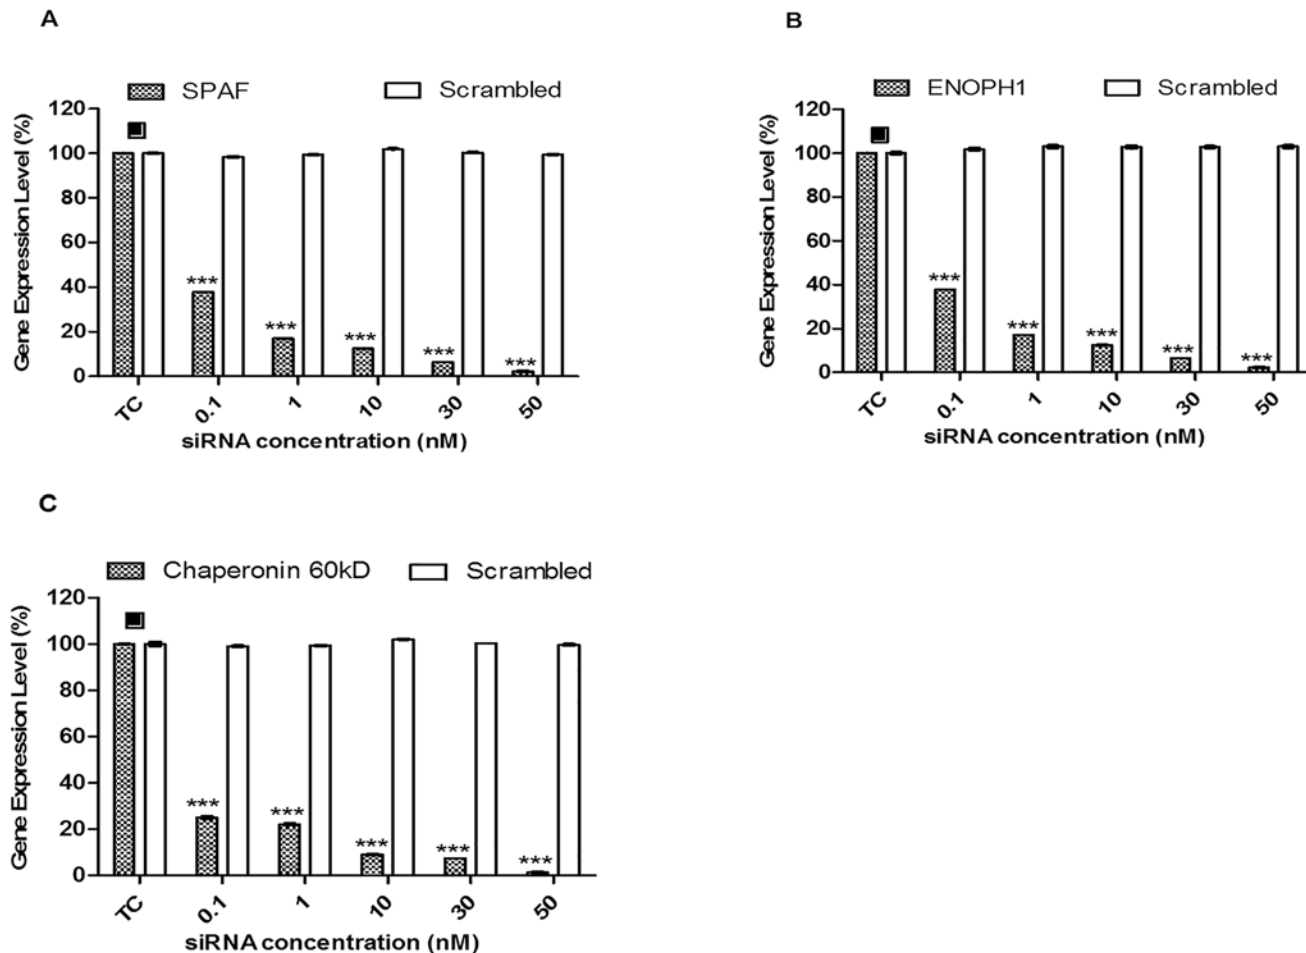 A
SPAF Scrambled
Gene Expression Level (%)
120
100
80
60
40
20
0
*** *** *** *** ***
TC 0.1 1 10 30 50
siRNA concentration (nM)
B
ENOPH1 Scrambled
Gene Expression Level (%)
120
100
80
60
40
20
0
*** *** *** *** ***
TC 0.1 1 10 30 50
siRNA concentration (nM)
C
Chaperonin 60kD Scrambled
Gene Expression Level (%)
120
100
80
60
40
20
0
*** *** *** *** ***
TC 0.1 1 10 30 50
siRNA concentration (nM)